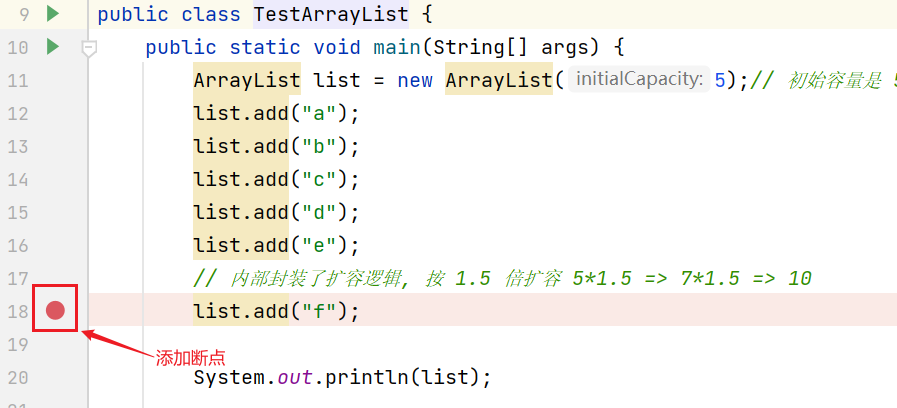 9 public class TestArrayList {
10 public static void main(String[] args) {
11 ArrayList list = new ArrayList( initialCapacity: 5);// 初始容量是
12 list.add("a");
13 list.add("b");
14 list.add("c");
15 list.add("d");
16 list.add("e");
17 // 内部封装了扩容逻辑, 按 1.5 倍扩容 5*1.5 => 7*1.5 => 10
18 list.add("f");
19
添加断点
20 System.out.println(list);